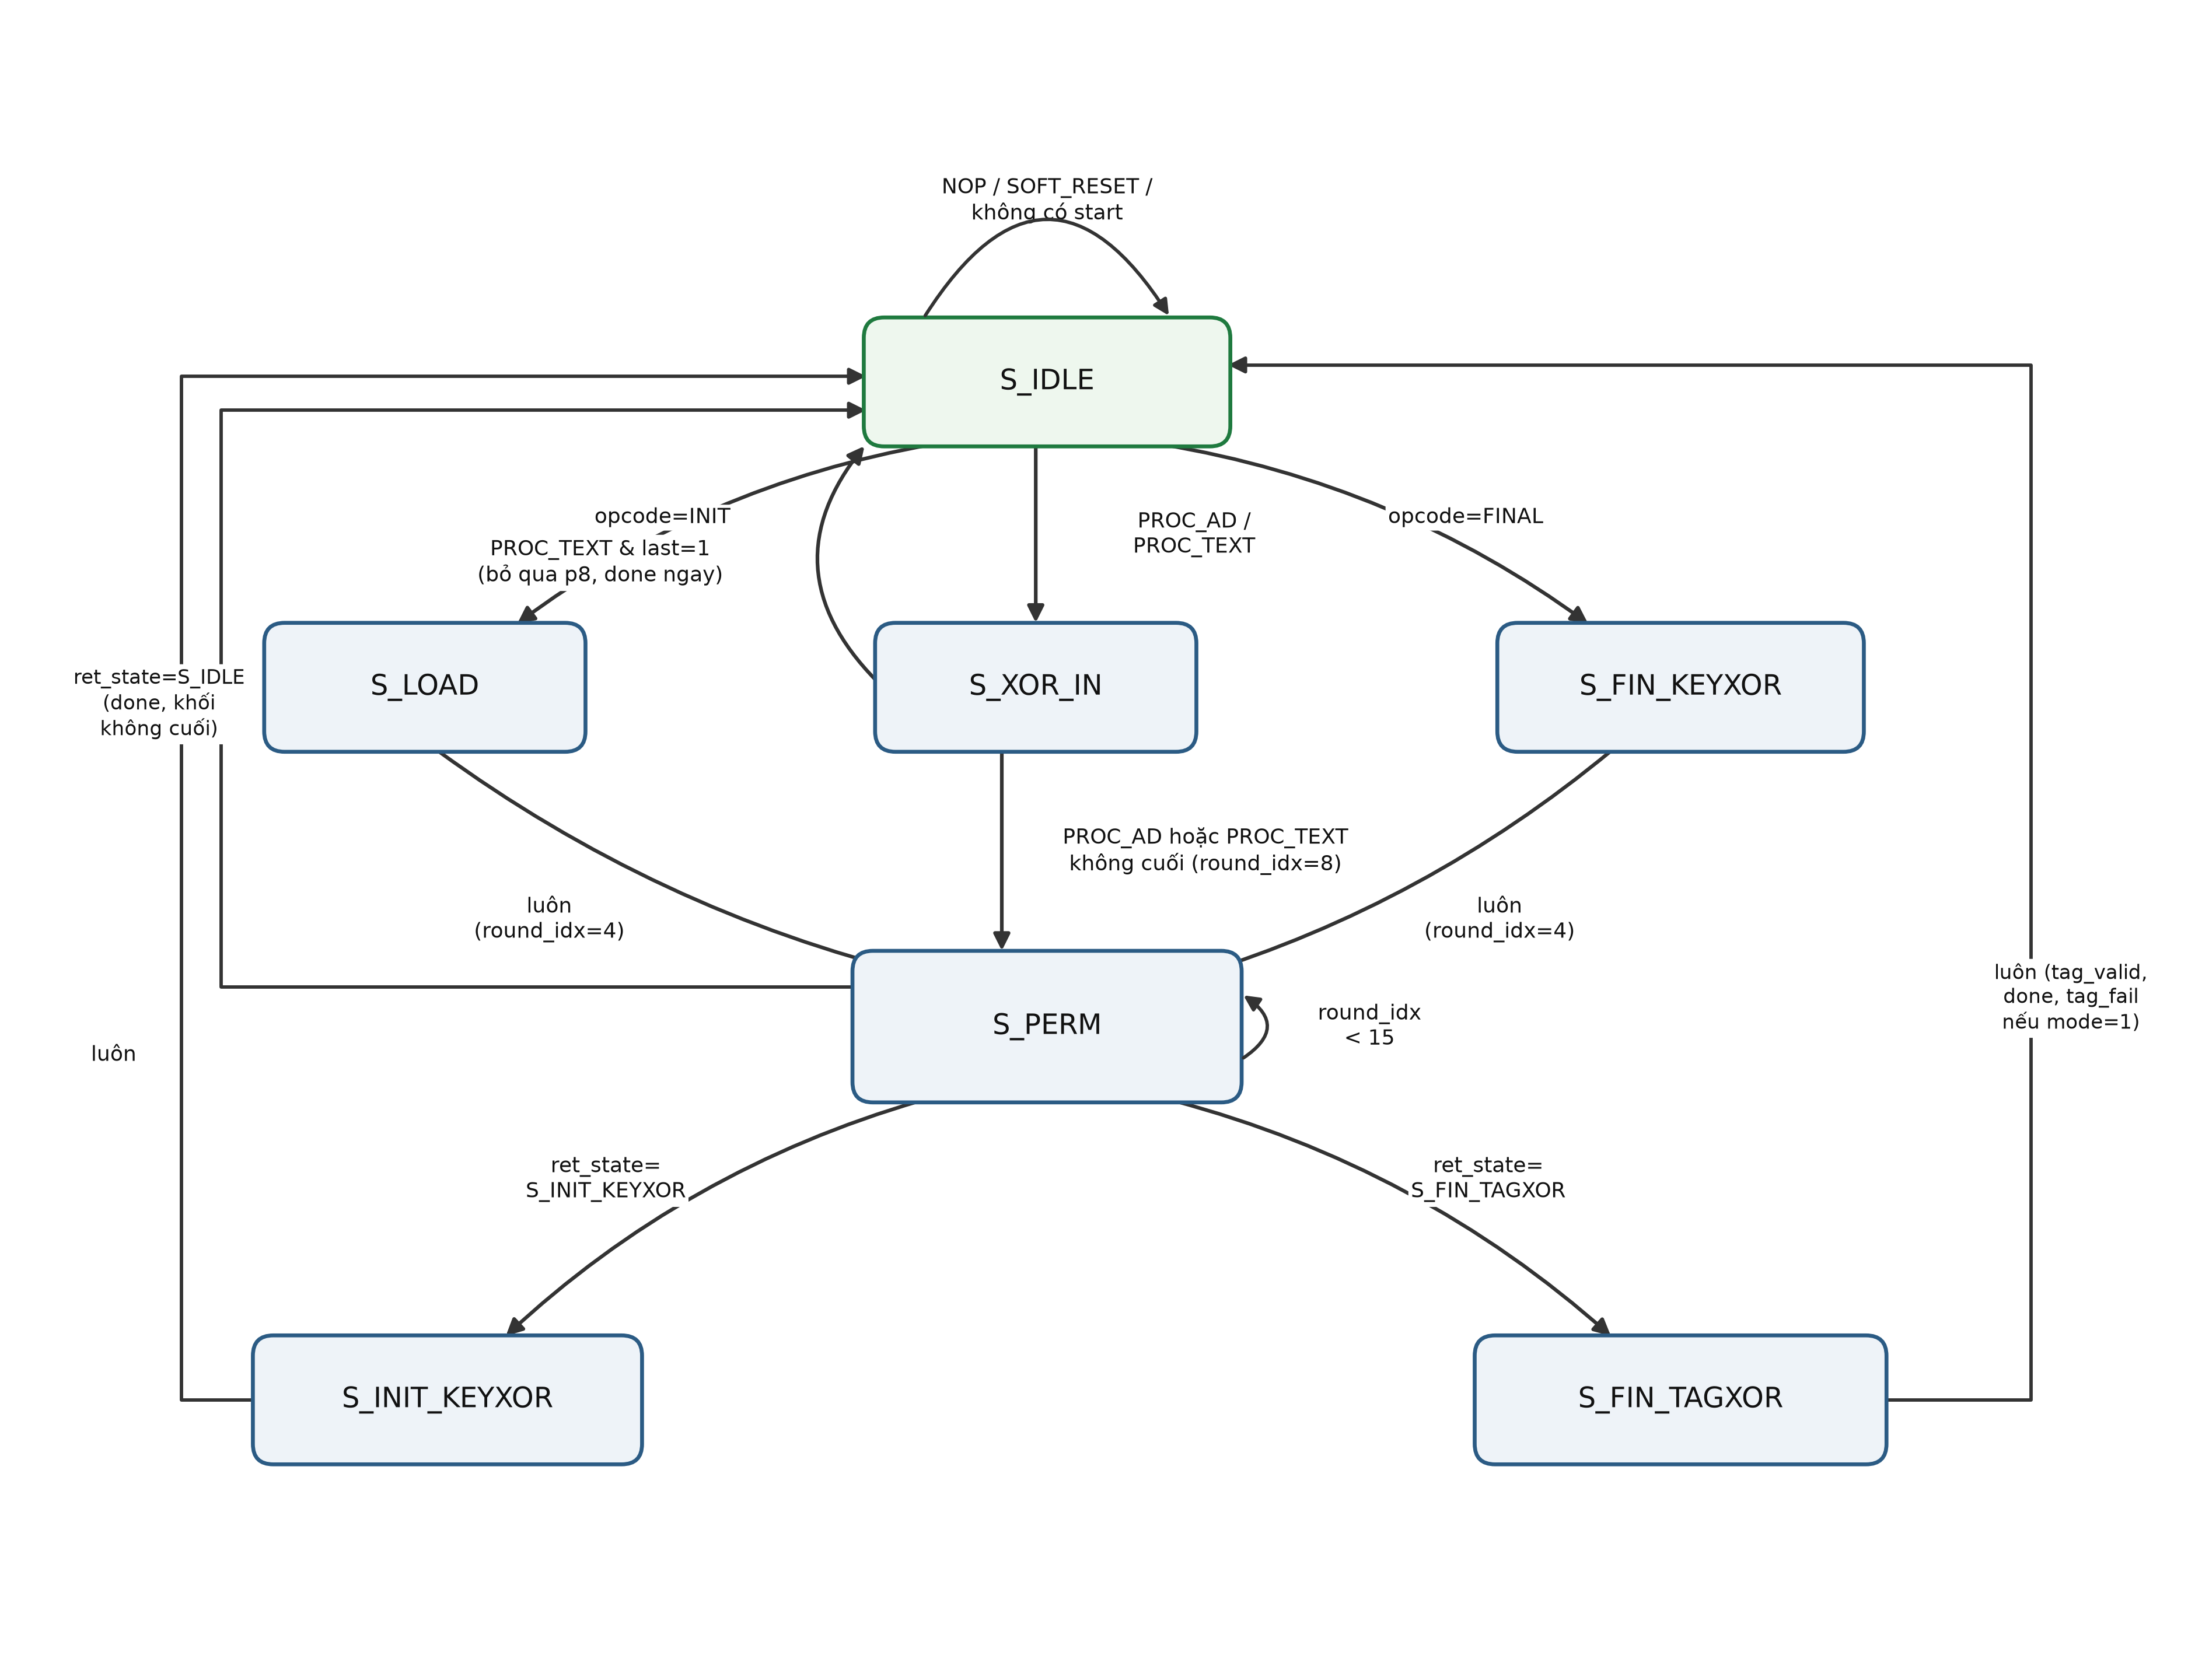 NOP / SOFT_RESET /
không có start
S_IDLE
opcode=INIT
PROC_TEXT & last=1
(bỏ qua p8, done ngay)
PROC_AD /
PROC_TEXT
opcode=FINAL
ret_state=S_IDLE
(done, khối
không cuối)
S_LOAD
S_XOR_IN
S_FIN_KEYXOR
PROC_AD hoặc PROC_TEXT
không cuối (round_idx=8)
luôn
(round_idx=4)
luôn
(round_idx=4)
luôn (tag_valid,
done, tag_fail
nếu mode=1)
S_PERM
round_idx
< 15
luôn
ret_state=
S_INIT_KEYXOR
ret_state=
S_FIN_TAGXOR
S_INIT_KEYXOR
S_FIN_TAGXOR